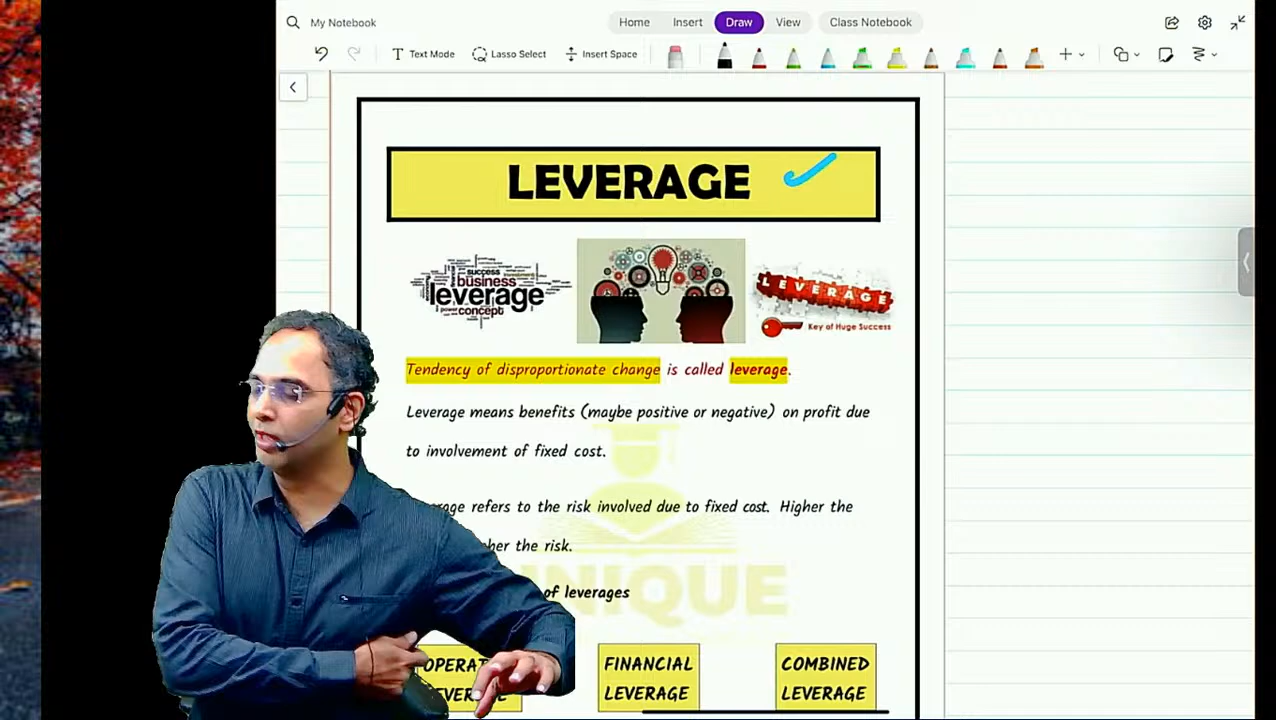 My Notebook
Home Insert Draw View Class Notebook
Text Mode Lasso Select Insert Space
LEVERAGE
success
business
leverage
power concept
LEVERAGE
Key of Huge Success
Tendency of disproportionate change is called leverage.
Leverage means benefits (maybe positive or negative) on profit due
to involvement of fixed cost.
refers to the risk involved due to fixed cost. Higher the
the risk.
of leverages
UNIQUE
FINANCIAL
LEVERAGE
COMBINED
LEVERAGE